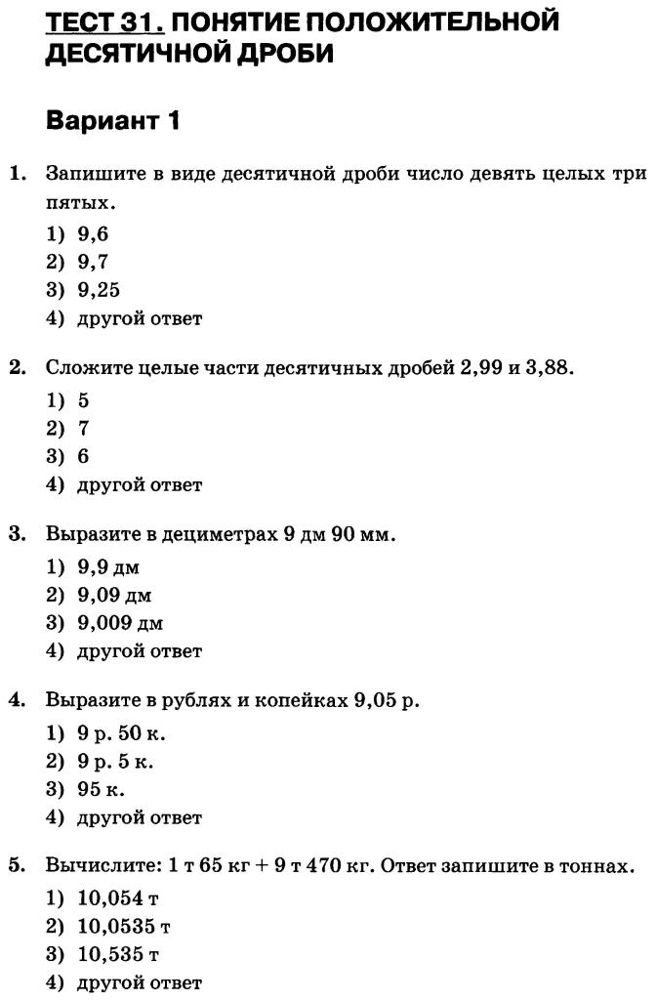 ТЕСТ 31. ПОНЯТИЕ ПОЛОЖИТЕЛЬНОЙ
ДЕСЯТИЧНОЙ ДРОБИ
Вариант 1
1. Запишите в виде десятичной дроби число девять целых три
пятых.
1) 9,6
2) 9,7
3) 9,25
4) другой ответ
2. Сложите целые части десятичных дробей 2,99 и 3,88.
1) 5
2) 7
3) 6
4) другой ответ
3. Выразите в дециметрах 9 дм 90 мм.
1) 9,9 дм
2) 9,09 дм
3) 9,009 дм
4) другой ответ
4. Выразите в рублях и копейках 9,05 р.
1) 9 р. 50 к.
2) 9 р. 5 к.
3) 95 к.
4) другой ответ
5. Вычислите: 1 т 65 кг + 9 т 470 кг. Ответ запишите в тоннах.
1) 10,054 т
2) 10,0535 т
3) 10,535 т
4) другой ответ